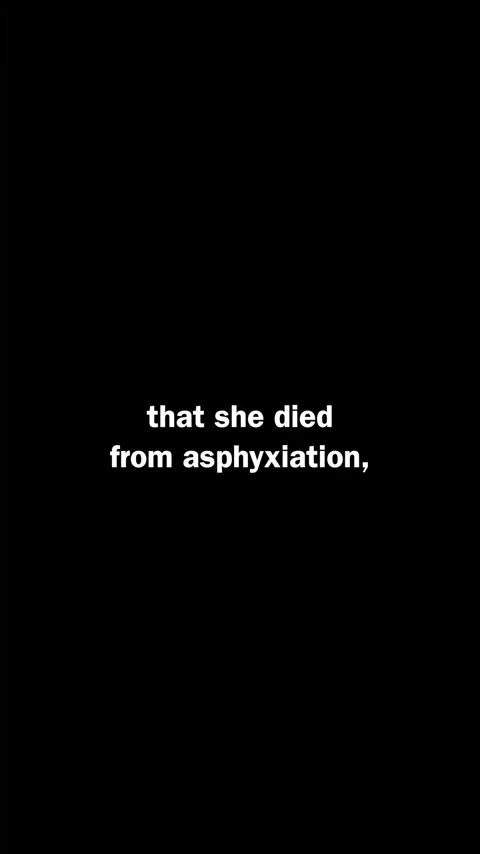 that she died
from asphyxiation,